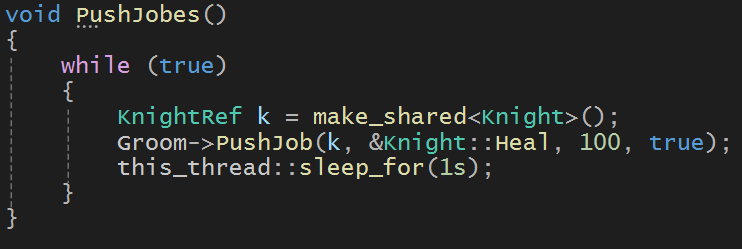 void PushJobes()
{
while (true)
{
KnightRef k = make_shared<Knight>();
Groom->PushJob(k, &Knight::Heal, 100, true);
this_thread::sleep_for(1s);
}
}